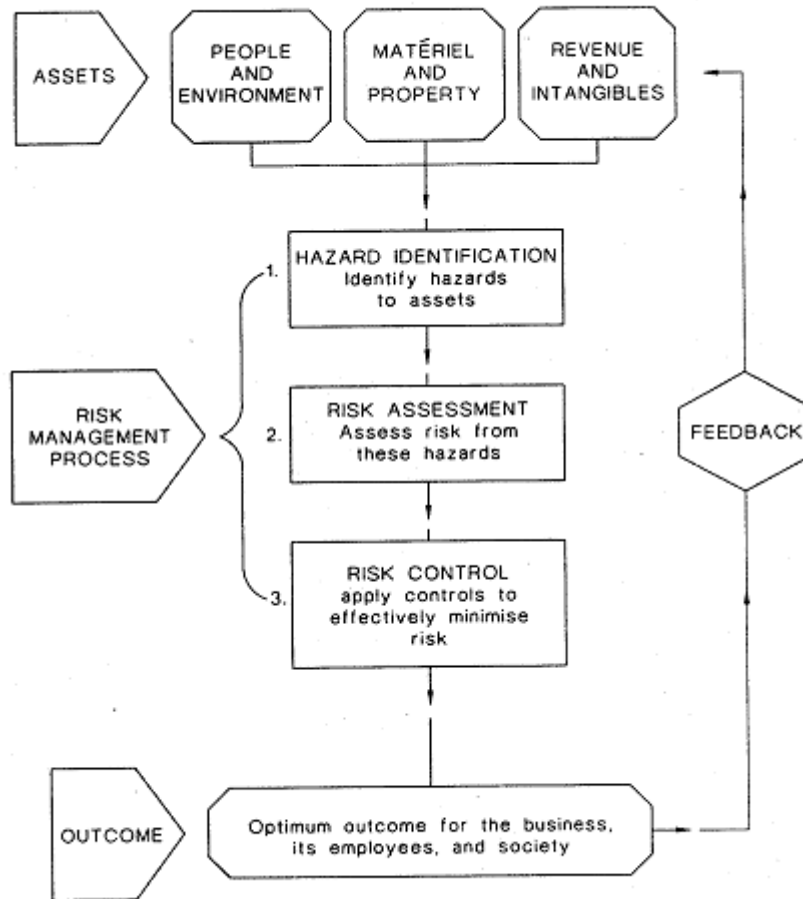 ASSETS
PEOPLE
AND
ENVIRONMENT
MATÉRIEL
AND
PROPERTY
REVENUE
AND
INTANGIBLES
1.
HAZARD IDENTIFICATION
Identify hazards
to assets
RISK
MANAGEMENT
PROCESS
2.
RISK ASSESSMENT
Assess risk from
these hazards
FEEDBACK
3.
RISK CONTROL
apply controls to
effectively minimise
risk
OUTCOME
Optimum outcome for the business,
its employees, and society